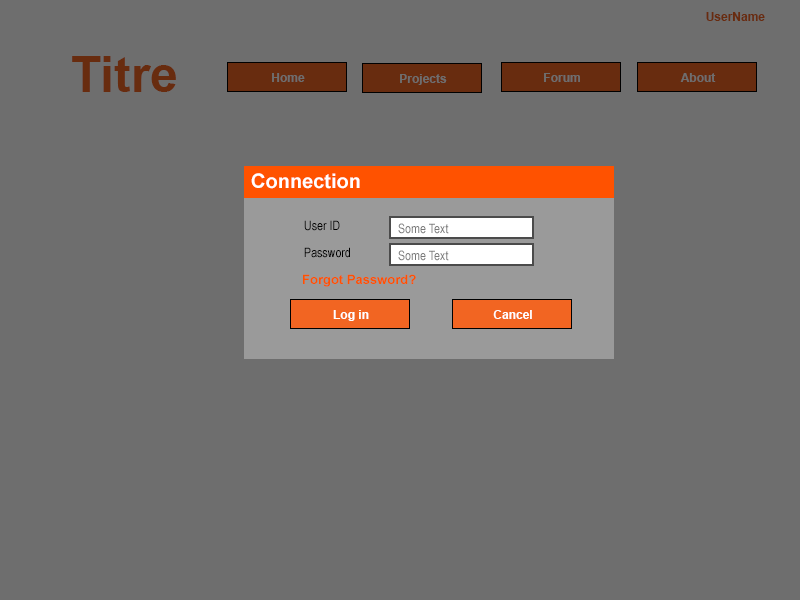 UserName
Titre
Home
Projects
Forum
About
Connection
User ID
Some Text
Password
Some Text
Forgot Password?
Log in
Cancel